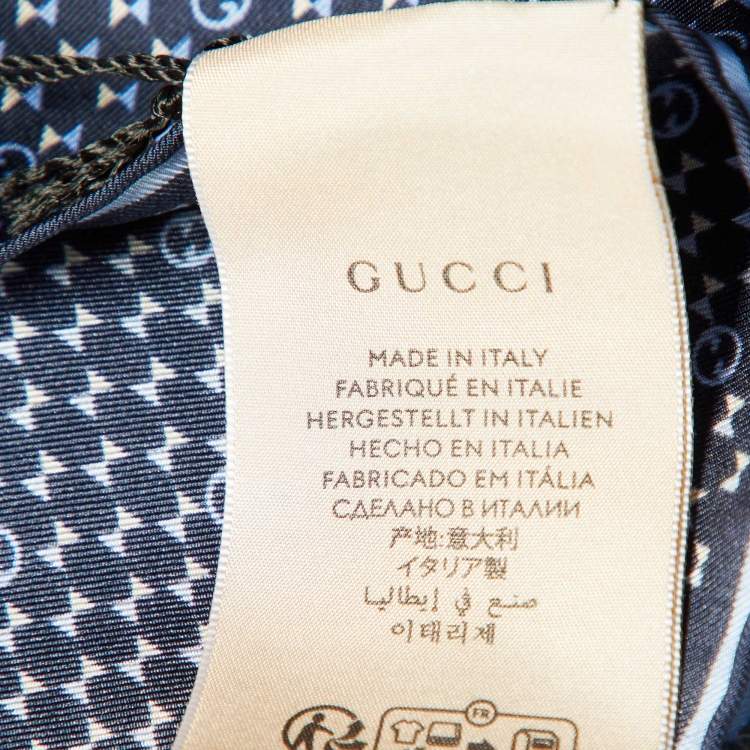 GUCCI
MADE IN ITALY
FABRIQUÉ EN ITALIE
HERGESTELLT IN ITALIEN
HECHO EN ITALIA
FABRICADO EM ITÁLIA
СДЕЛАНО В ИТАЛИИ
产地:意大利
イタリア製
صنع في إيطاليا
이태리제
FR